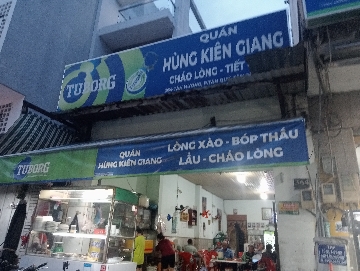 QUÁN
HÙNG KIÊN GIANG
CHÁO LÒNG - TIẾT
TUBORG
QUÁN
HÙNG KIÊN GIANG
LÒNG XÀO - BÓP THẤU
LẨU - CHÁO LÒNG
TUBORG